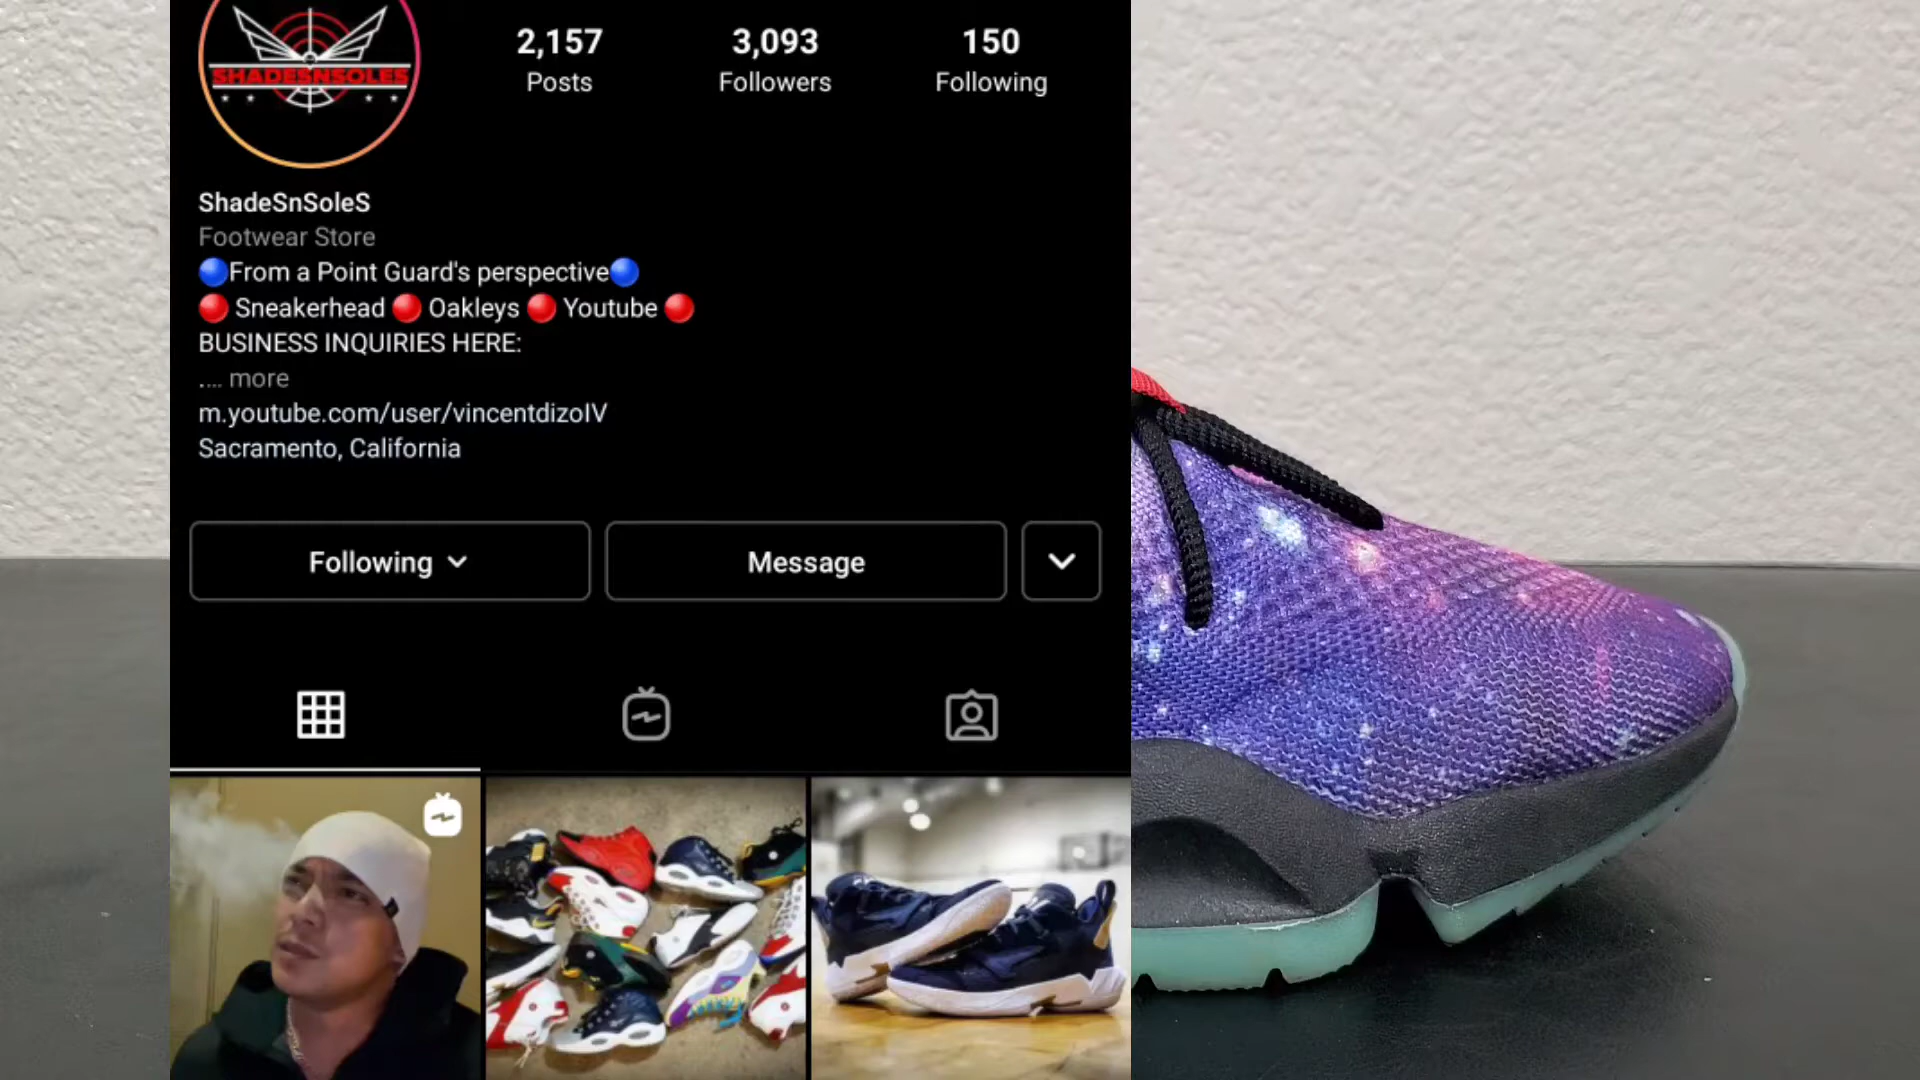 SHADESNSOLES
2,157 3,093 150
Posts Followers Following
ShadeSnSoleS
Footwear Store
🔵From a Point Guard's perspective🔵
🔴 Sneakerhead 🔴 Oakleys 🔴 Youtube 🔴
BUSINESS INQUIRIES HERE:
.... more
m.youtube.com/user/vincentdizoIV
Sacramento, California
Following Message